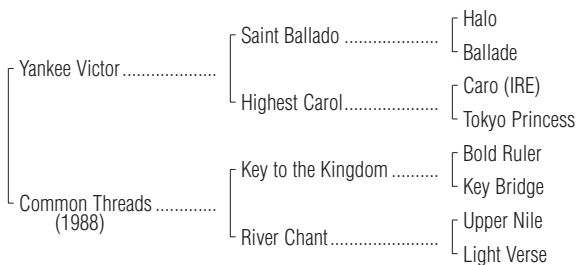 Halo
Saint Ballado ....................
Ballade
Yankee Victor....................
Caro (IRE)
Highest Carol....................
Tokyo Princess
Bold Ruler
Key to the Kingdom ..........
Key Bridge
Common Threads .............
(1988)
Upper Nile
River Chant.......................
Light Verse